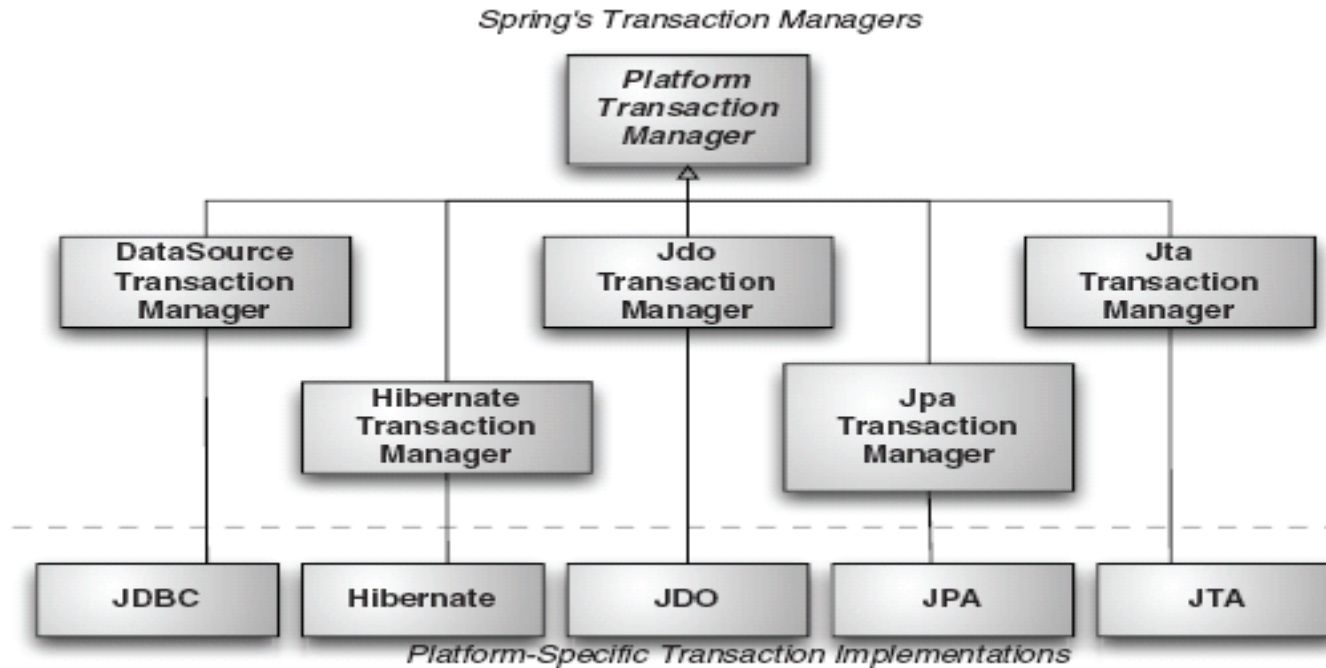 Spring's Transaction Managers
Platform
Transaction
Manager
DataSource
Transaction
Manager
Jdo
Transaction
Manager
Jta
Transaction
Manager
Hibernate
Transaction
Manager
Jpa
Transaction
Manager
JDBC
Hibernate
JDO
JPA
JTA
Platform-Specific Transaction Implementations